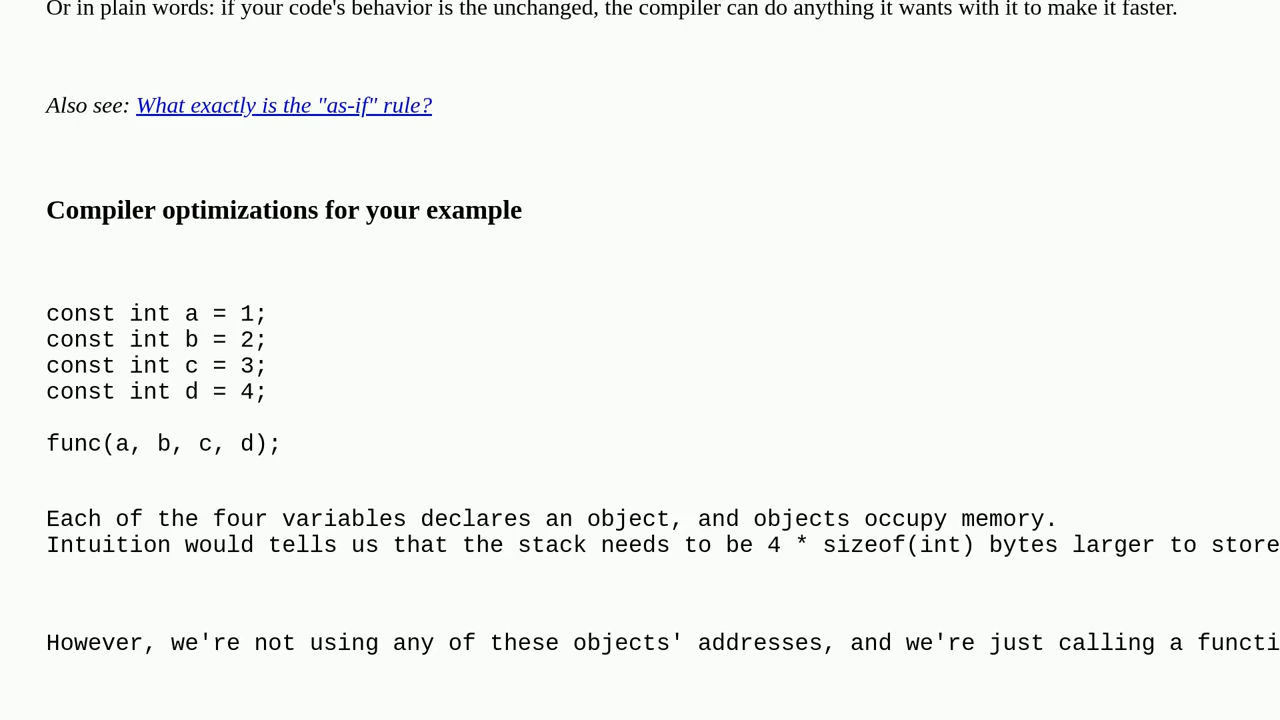 Or in plain words: if your code's behavior is the unchanged, the compiler can do anything it wants with it to make it faster.
Also see: What exactly is the "as-if" rule?
Compiler optimizations for your example
const int a = 1;
const int b = 2;
const int c = 3;
const int d = 4;
func(a, b, c, d);
Each of the four variables declares an object, and objects occupy memory.
Intuition would tells us that the stack needs to be 4 * sizeof(int) bytes larger to store
However, we're not using any of these objects' addresses, and we're just calling a functi